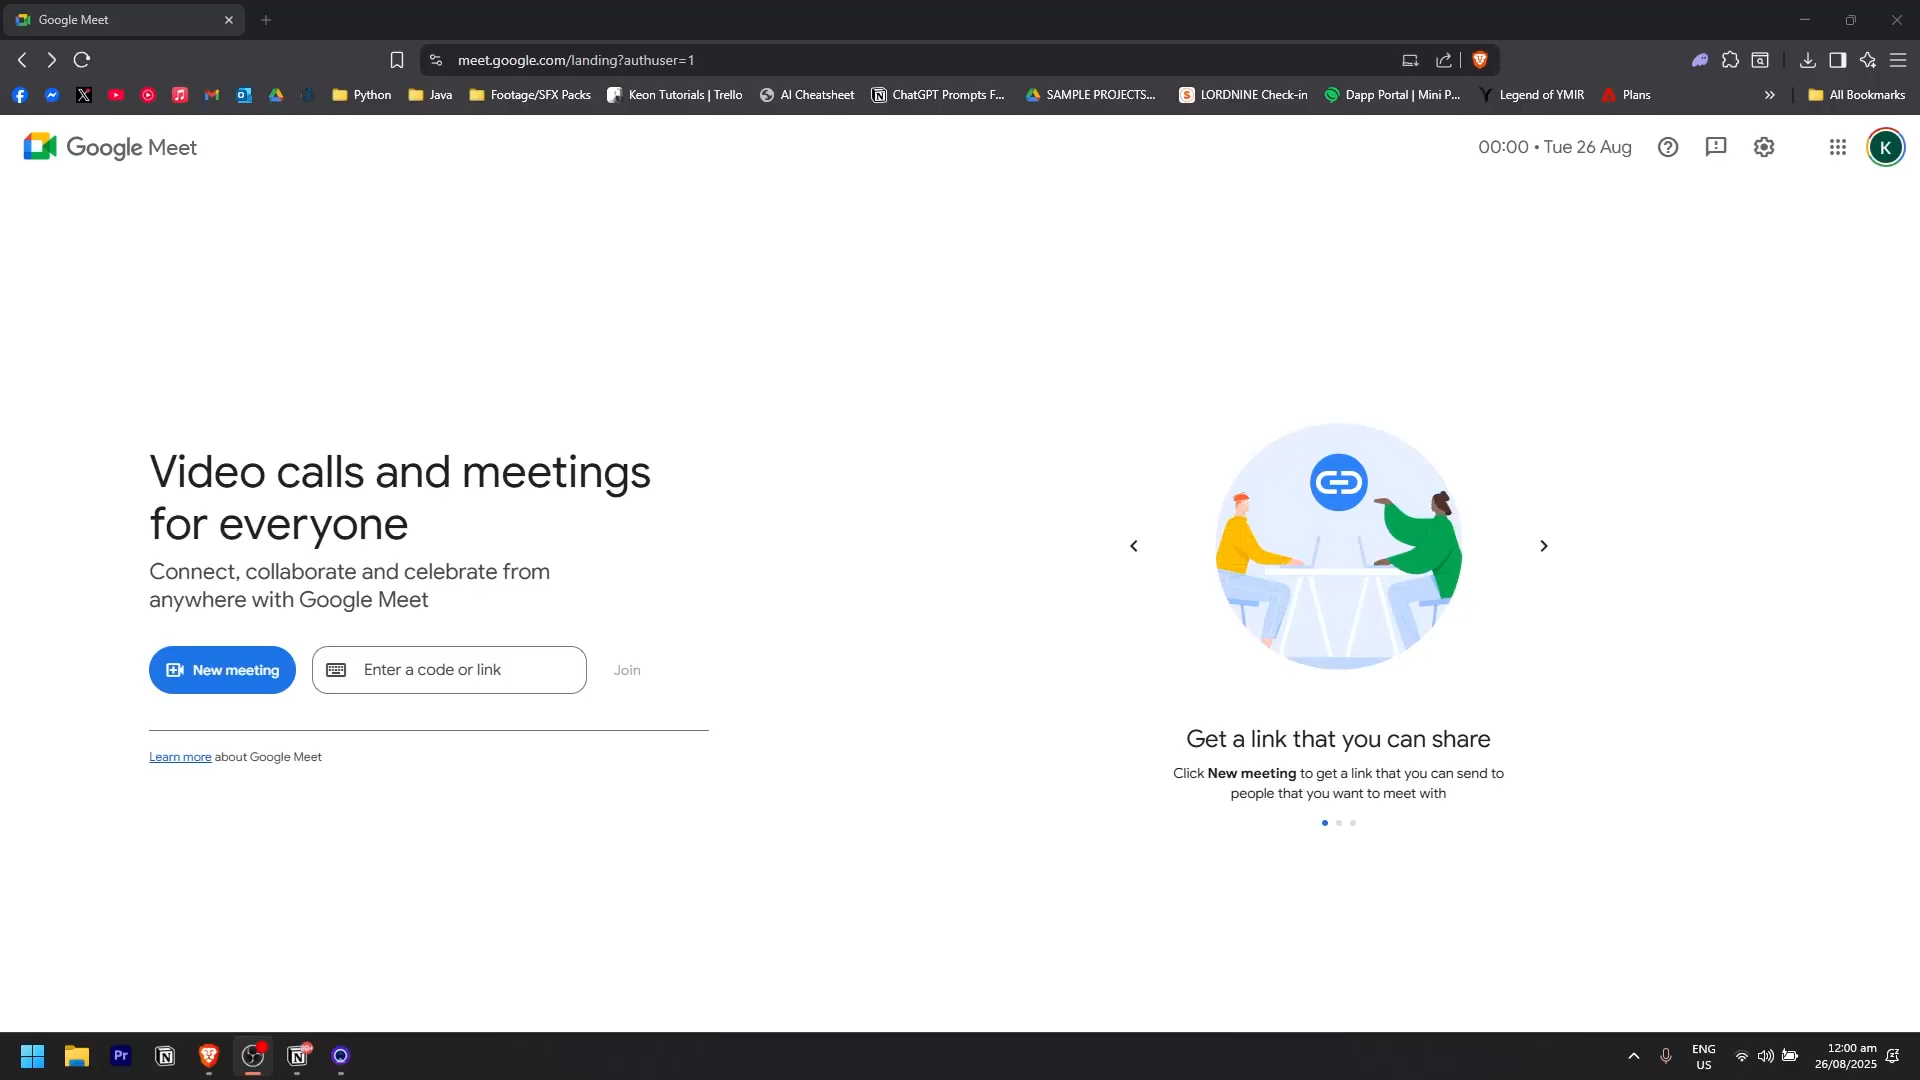 Google Meet
meet.google.com/landing?authuser=1
Python
Java
Footage/SFX Packs
Keon Tutorials | Trello
AI Cheatsheet
ChatGPT Prompts F...
SAMPLE PROJECTS...
LORDNINE Check-in
Dapp Portal | Mini P...
Legend of YMIR
Plans
All Bookmarks
Google Meet
00:00 • Tue 26 Aug
K
Video calls and meetings
for everyone
Connect, collaborate and celebrate from
anywhere with Google Meet
New meeting
Enter a code or link
Join
Learn more about Google Meet
Get a link that you can share
Click New meeting to get a link that you can send to
people that you want to meet with
Pr
ENG
US
12:00 am
26/08/2025